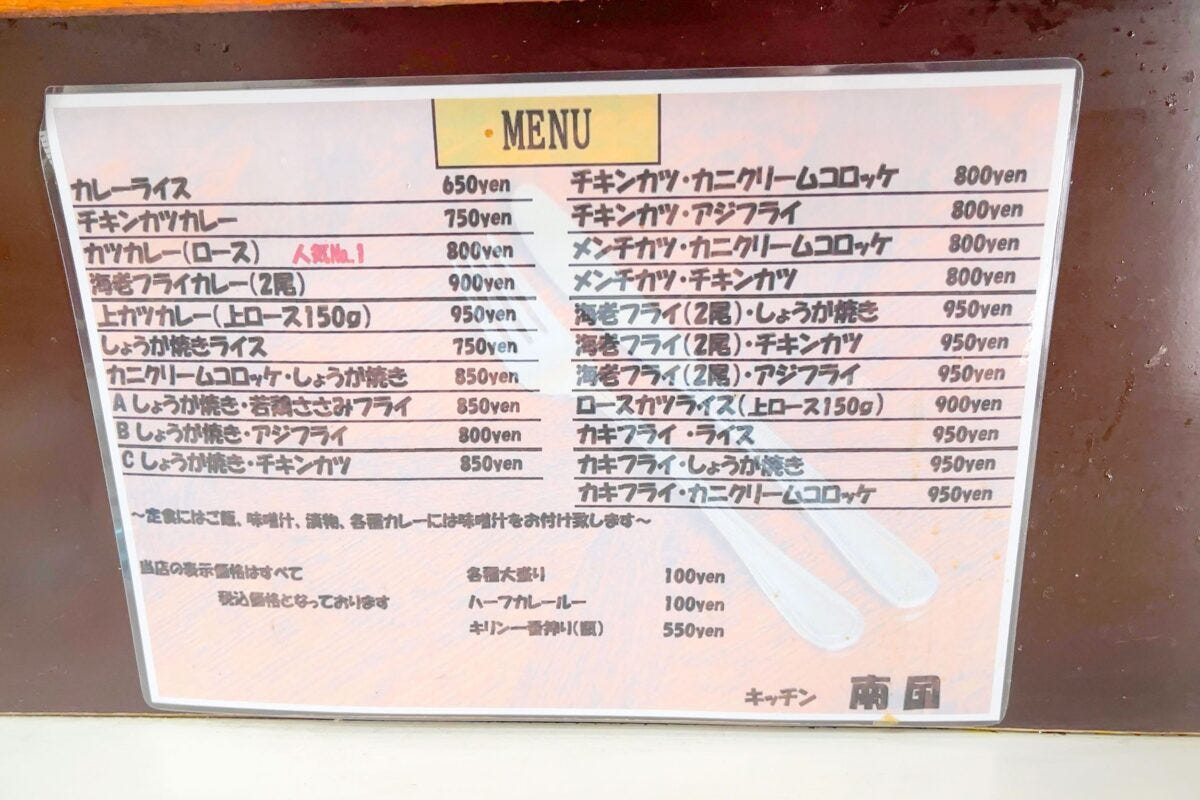 MENU
カレーライス 650yen
チキンカツカレー 750yen
カツカレー(ロース) 人気No.1 800yen
海老フライカレー(2尾) 900yen
上カツカレー(上ロース150g) 950yen
しょうが焼きライス 750yen
カニクリームコロッケ・しょうが焼き 850yen
A しょうが焼き・若鶏ささみフライ 850yen
B しょうが焼き・アジフライ 800yen
C しょうが焼き・チキンカツ 850yen
チキンカツ・カニクリームコロッケ 800yen
チキンカツ・アジフライ 800yen
メンチカツ・カニクリームコロッケ 800yen
メンチカツ・チキンカツ 800yen
海老フライ(2尾)・しょうが焼き 950yen
海老フライ(2尾)・チキンカツ 950yen
海老フライ(2尾)・アジフライ 950yen
ロースカツライス(上ロース150g) 900yen
カキフライ・ライス 950yen
カキフライ・しょうが焼き 950yen
カキフライ・カニクリームコロッケ 950yen
～定食にはご飯、味噌汁、漬物、各種カレーには味噌汁をお付け致します～
当店の表示価格はすべて
税込価格となっております
各種大盛り 100yen
ハーフカレールー 100yen
キリン一番搾り(瓶) 550yen
キッチン 南国